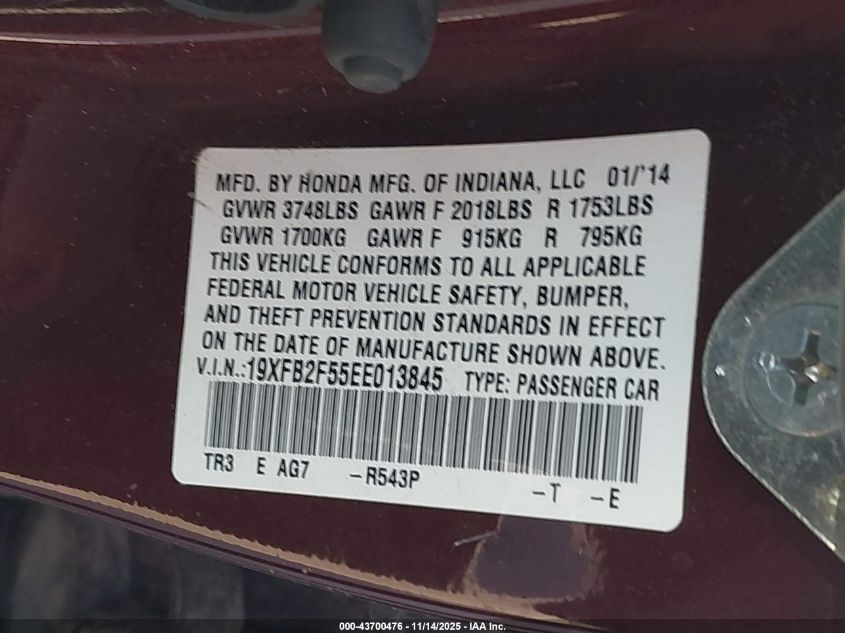 MFD. BY HONDA MFG. OF INDIANA, LLC 01/'14
GVWR 3748LBS GAWR F 2018LBS R 1753LBS
GVWR 1700KG GAWR F 915KG R 795KG
THIS VEHICLE CONFORMS TO ALL APPLICABLE
FEDERAL MOTOR VEHICLE SAFETY, BUMPER,
AND THEFT PREVENTION STANDARDS IN EFFECT
ON THE DATE OF MANUFACTURE SHOWN ABOVE.
V.I.N.:19XFB2F55EE013845 TYPE: PASSENGER CAR
TR3 E AG7 -R543P -T -E
000-43700476 - 11/14/2025 - IAA Inc.